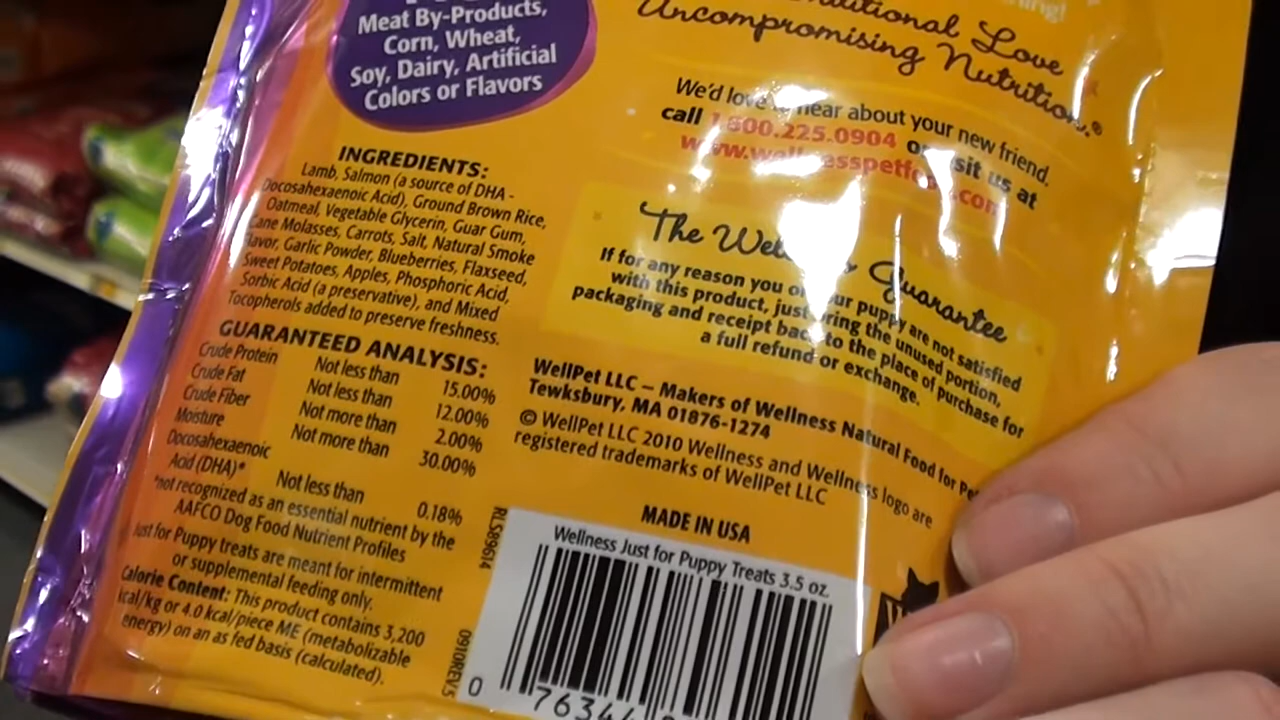 Meat By-Products,
Corn, Wheat,
Soy, Dairy, Artificial
Colors or Flavors
INGREDIENTS:
Lamb, Salmon (a source of DHA -
Docosahexaenoic Acid), Ground Brown Rice,
Oatmeal, Vegetable Glycerin, Guar Gum,
Cane Molasses, Carrots, Salt, Natural Smoke
Flavor, Garlic Powder, Blueberries, Flaxseed,
Sweet Potatoes, Apples, Phosphoric Acid,
Sorbic Acid (a preservative), and Mixed
Tocopherols added to preserve freshness.
GUARANTEED ANALYSIS:
Crude Protein Not less than 15.00%
Crude Fat Not less than 12.00%
Crude Fiber Not more than 2.00%
Moisture Not more than 30.00%
Docosahexaenoic
Acid (DHA)* Not less than 0.18%
*not recognized as an essential nutrient by the
AAFCO Dog Food Nutrient Profiles
Just for Puppy treats are meant for intermittent
or supplemental feeding only.
Calorie Content: This product contains 3,200
kcal/kg or 4.0 kcal/piece ME (metabolizable
energy) on an as fed basis (calculated).
Love
Uncompromising Nutrition.®
We'd love to hear about your new friend,
call 1.800.225.0904 or visit us at
www.wellnesspetfood.com
The Wellness Guarantee
If for any reason you or your puppy are not satisfied
with this product, just bring the unused portion,
packaging and receipt back to the place of purchase for
a full refund or exchange.
WellPet LLC – Makers of Wellness Natural Food for
Tewksbury, MA 01876-1274
© WellPet LLC 2010 Wellness and Wellness logo are
registered trademarks of WellPet LLC
MADE IN USA
RLS89614
0910REV.5
Wellness Just for Puppy Treats 3.5 oz.
0 7634